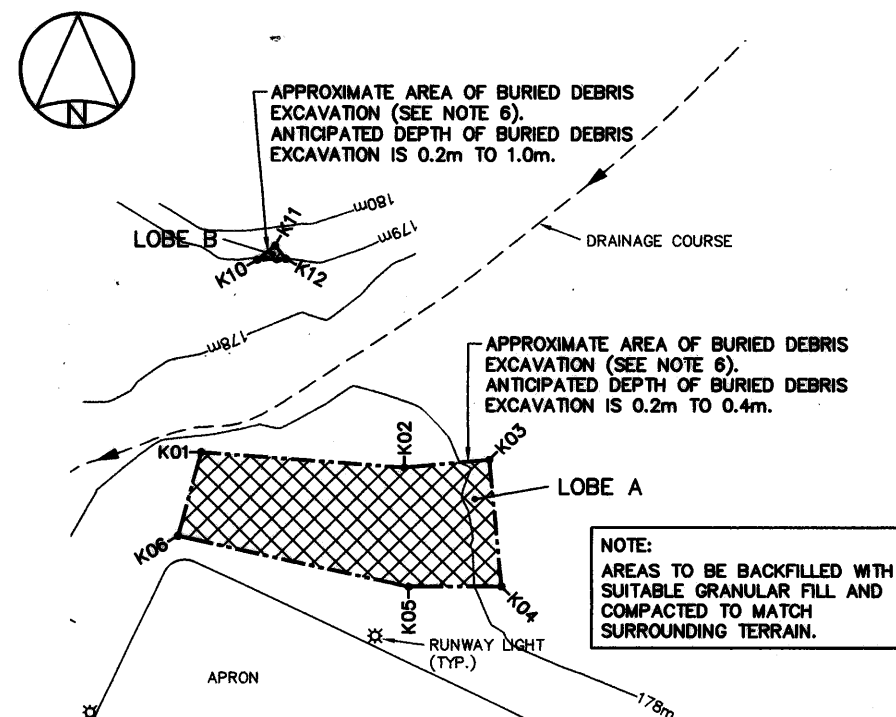 N
APPROXIMATE AREA OF BURIED DEBRIS
EXCAVATION (SEE NOTE 6).
ANTICIPATED DEPTH OF BURIED DEBRIS
EXCAVATION IS 0.2m TO 1.0m.
180m
K11
LOBE B
179m
DRAINAGE COURSE
K10
K12
178m
APPROXIMATE AREA OF BURIED DEBRIS
EXCAVATION (SEE NOTE 6).
ANTICIPATED DEPTH OF BURIED DEBRIS
EXCAVATION IS 0.2m TO 0.4m.
K01
K02
K03
LOBE A
K06
NOTE:
AREAS TO BE BACKFILLED WITH
SUITABLE GRANULAR FILL AND
COMPACTED TO MATCH
SURROUNDING TERRAIN.
K05
K04
RUNWAY LIGHT
(TYP.)
APRON
178m